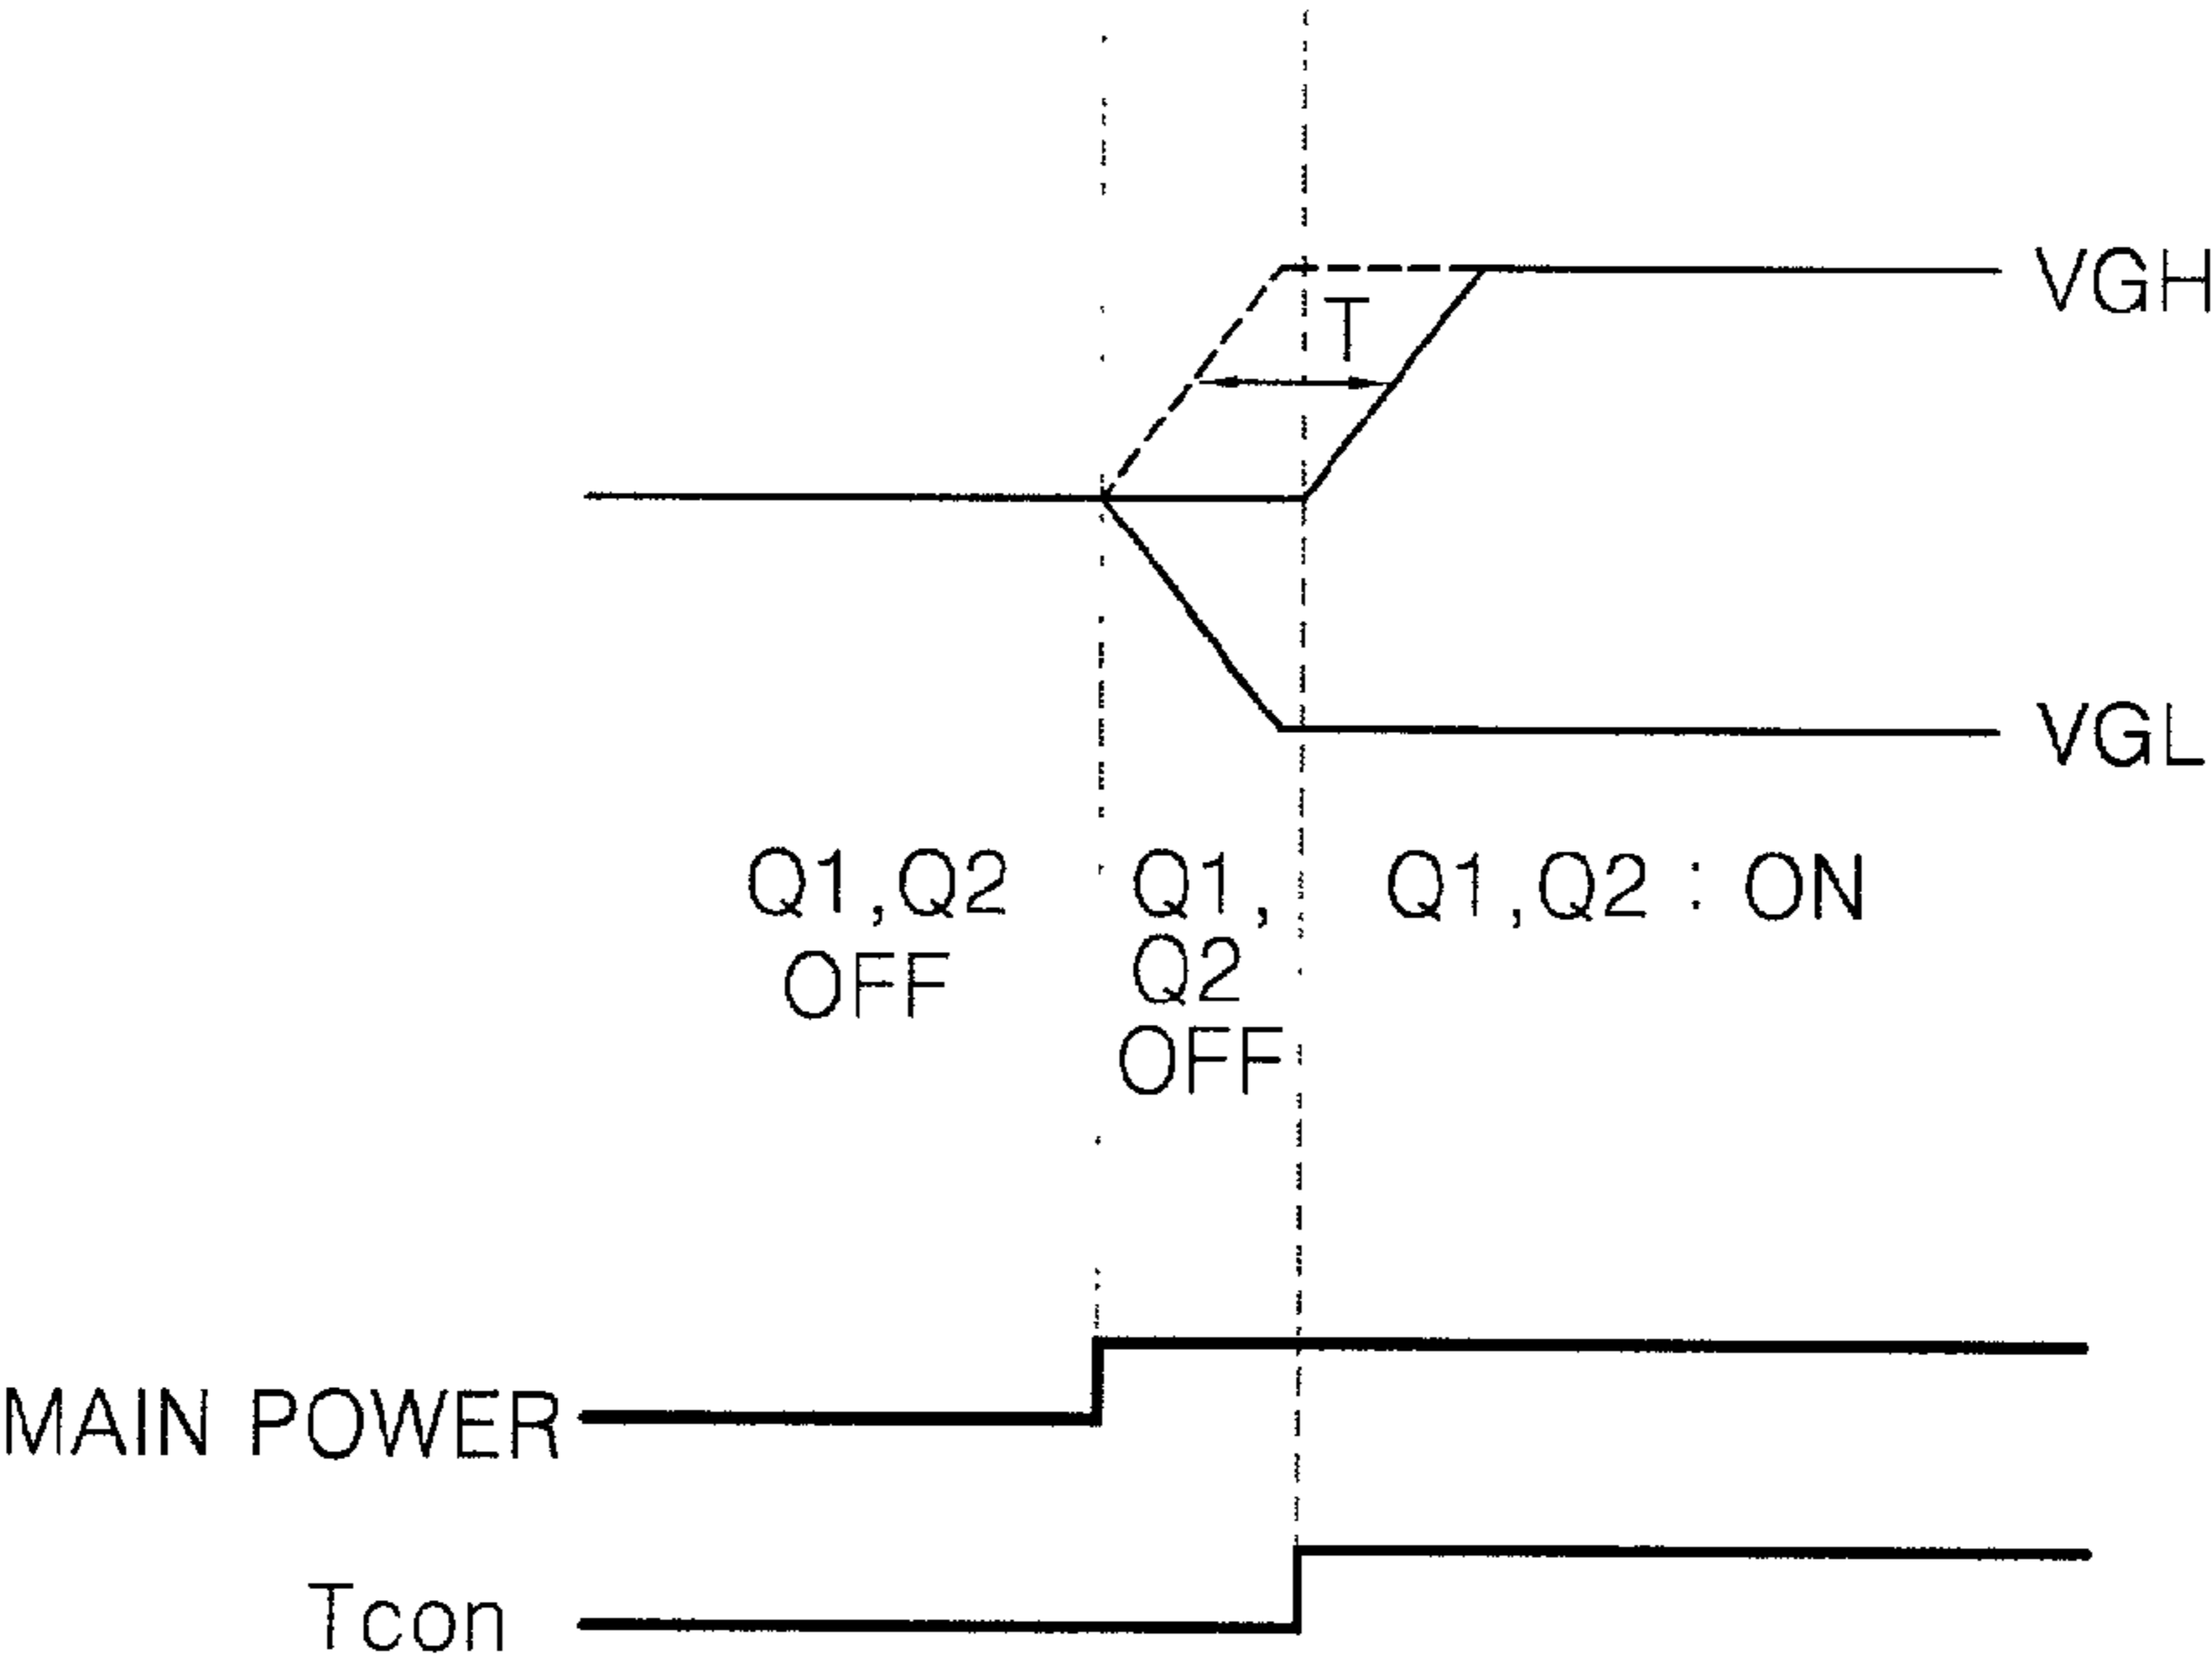 VGH
T
VGL
Q1,Q2
OFF
Q1,
Q2
OFF
Q1,Q2 : ON
MAIN POWER
Tcon